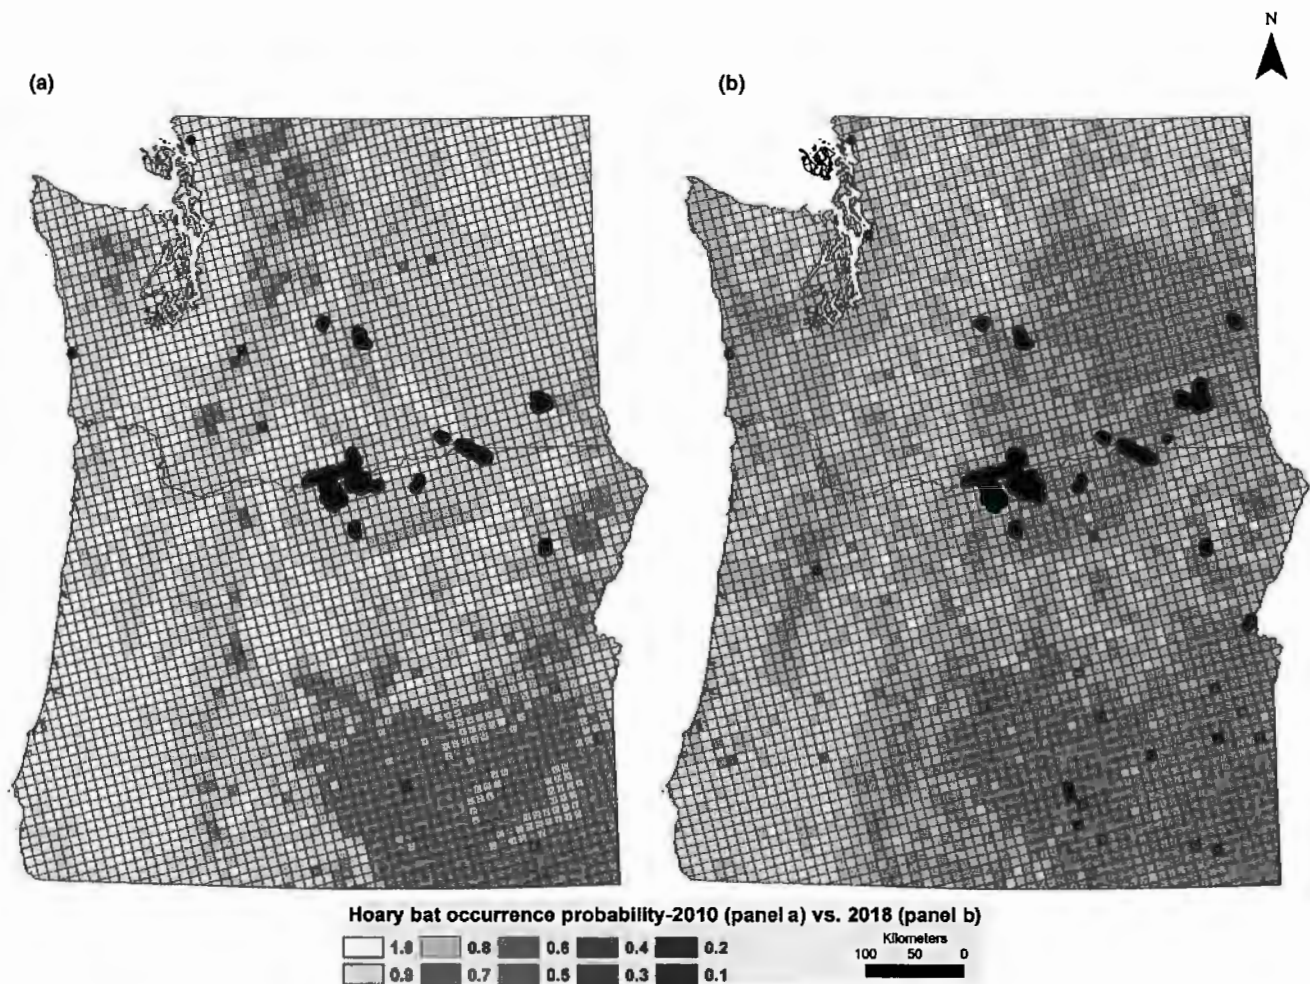 N
(a)
(b)
Hoary bat occurrence probability-2010 (panel a) vs. 2018 (panel b)
1.0 0.8 0.6 0.4 0.2
0.9 0.7 0.5 0.3 0.1
Kilometers
100 50 0